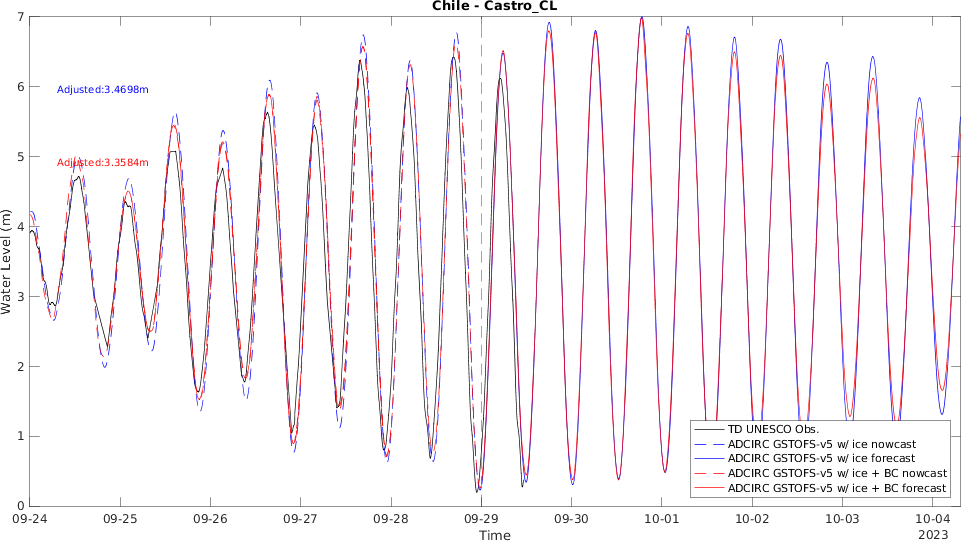 Chile - Castro_CL
Water Level (m)
7
6
5
4
3
2
1
0
Adjusted:3.4698m
Adjusted:3.3584m
TD UNESCO Obs.
ADCIRC GSTOFS-v5 w/ ice nowcast
ADCIRC GSTOFS-v5 w/ ice forecast
ADCIRC GSTOFS-v5 w/ ice + BC nowcast
ADCIRC GSTOFS-v5 w/ ice + BC forecast
09-24 09-25 09-26 09-27 09-28 09-29 09-30 10-01 10-02 10-03 10-04
Time
2023